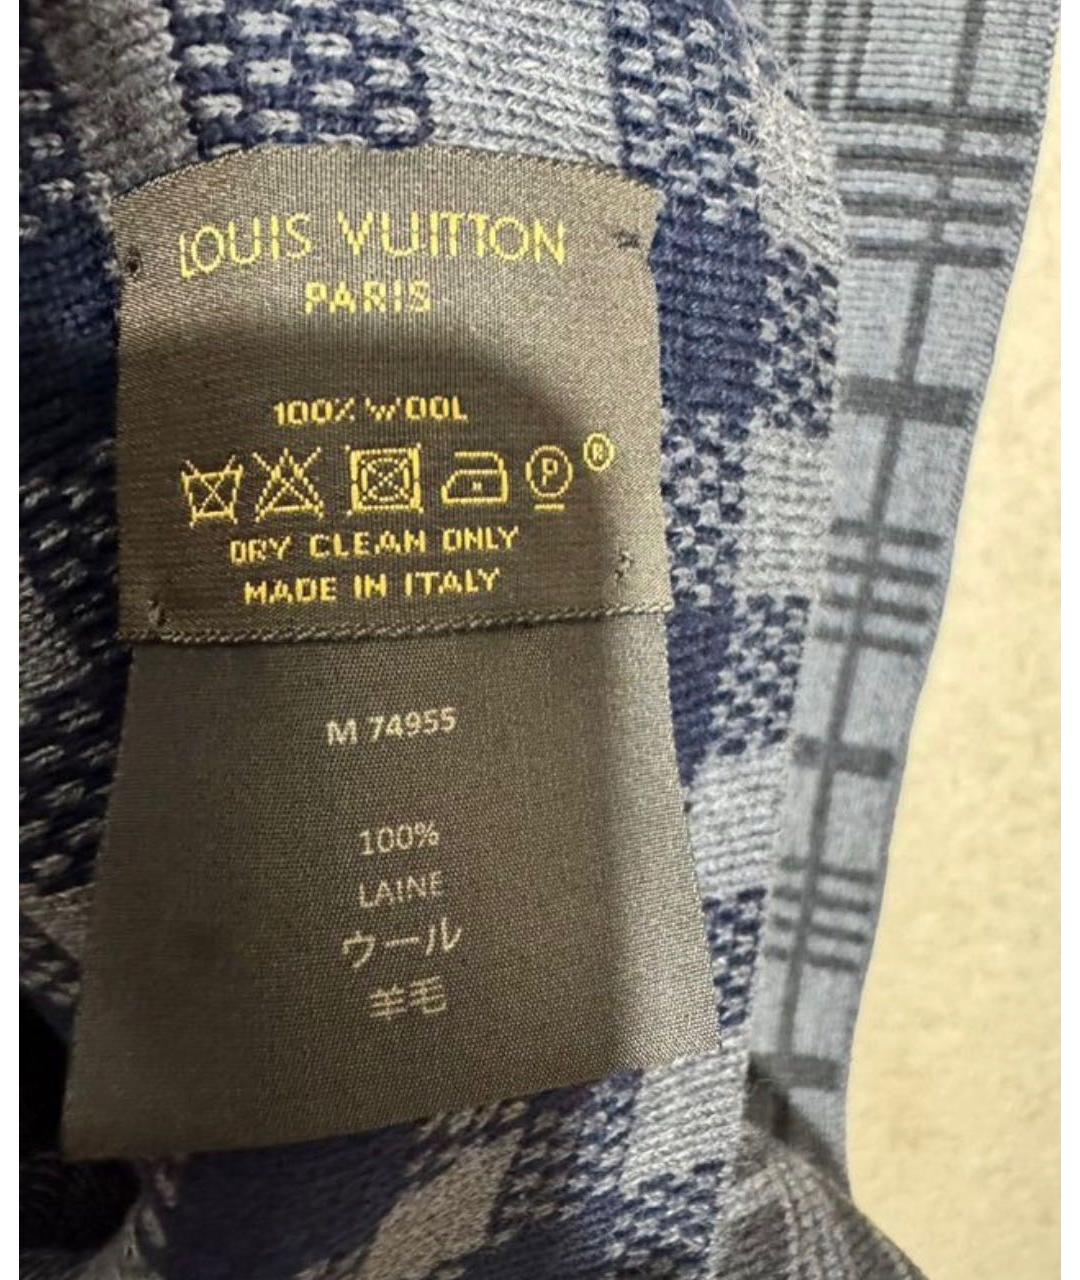 LOUIS VUITTON
PARIS
100% WOOL
P ®
DRY CLEAN ONLY
MADE IN ITALY
M 74955
100%
LAINE
ウール
羊毛